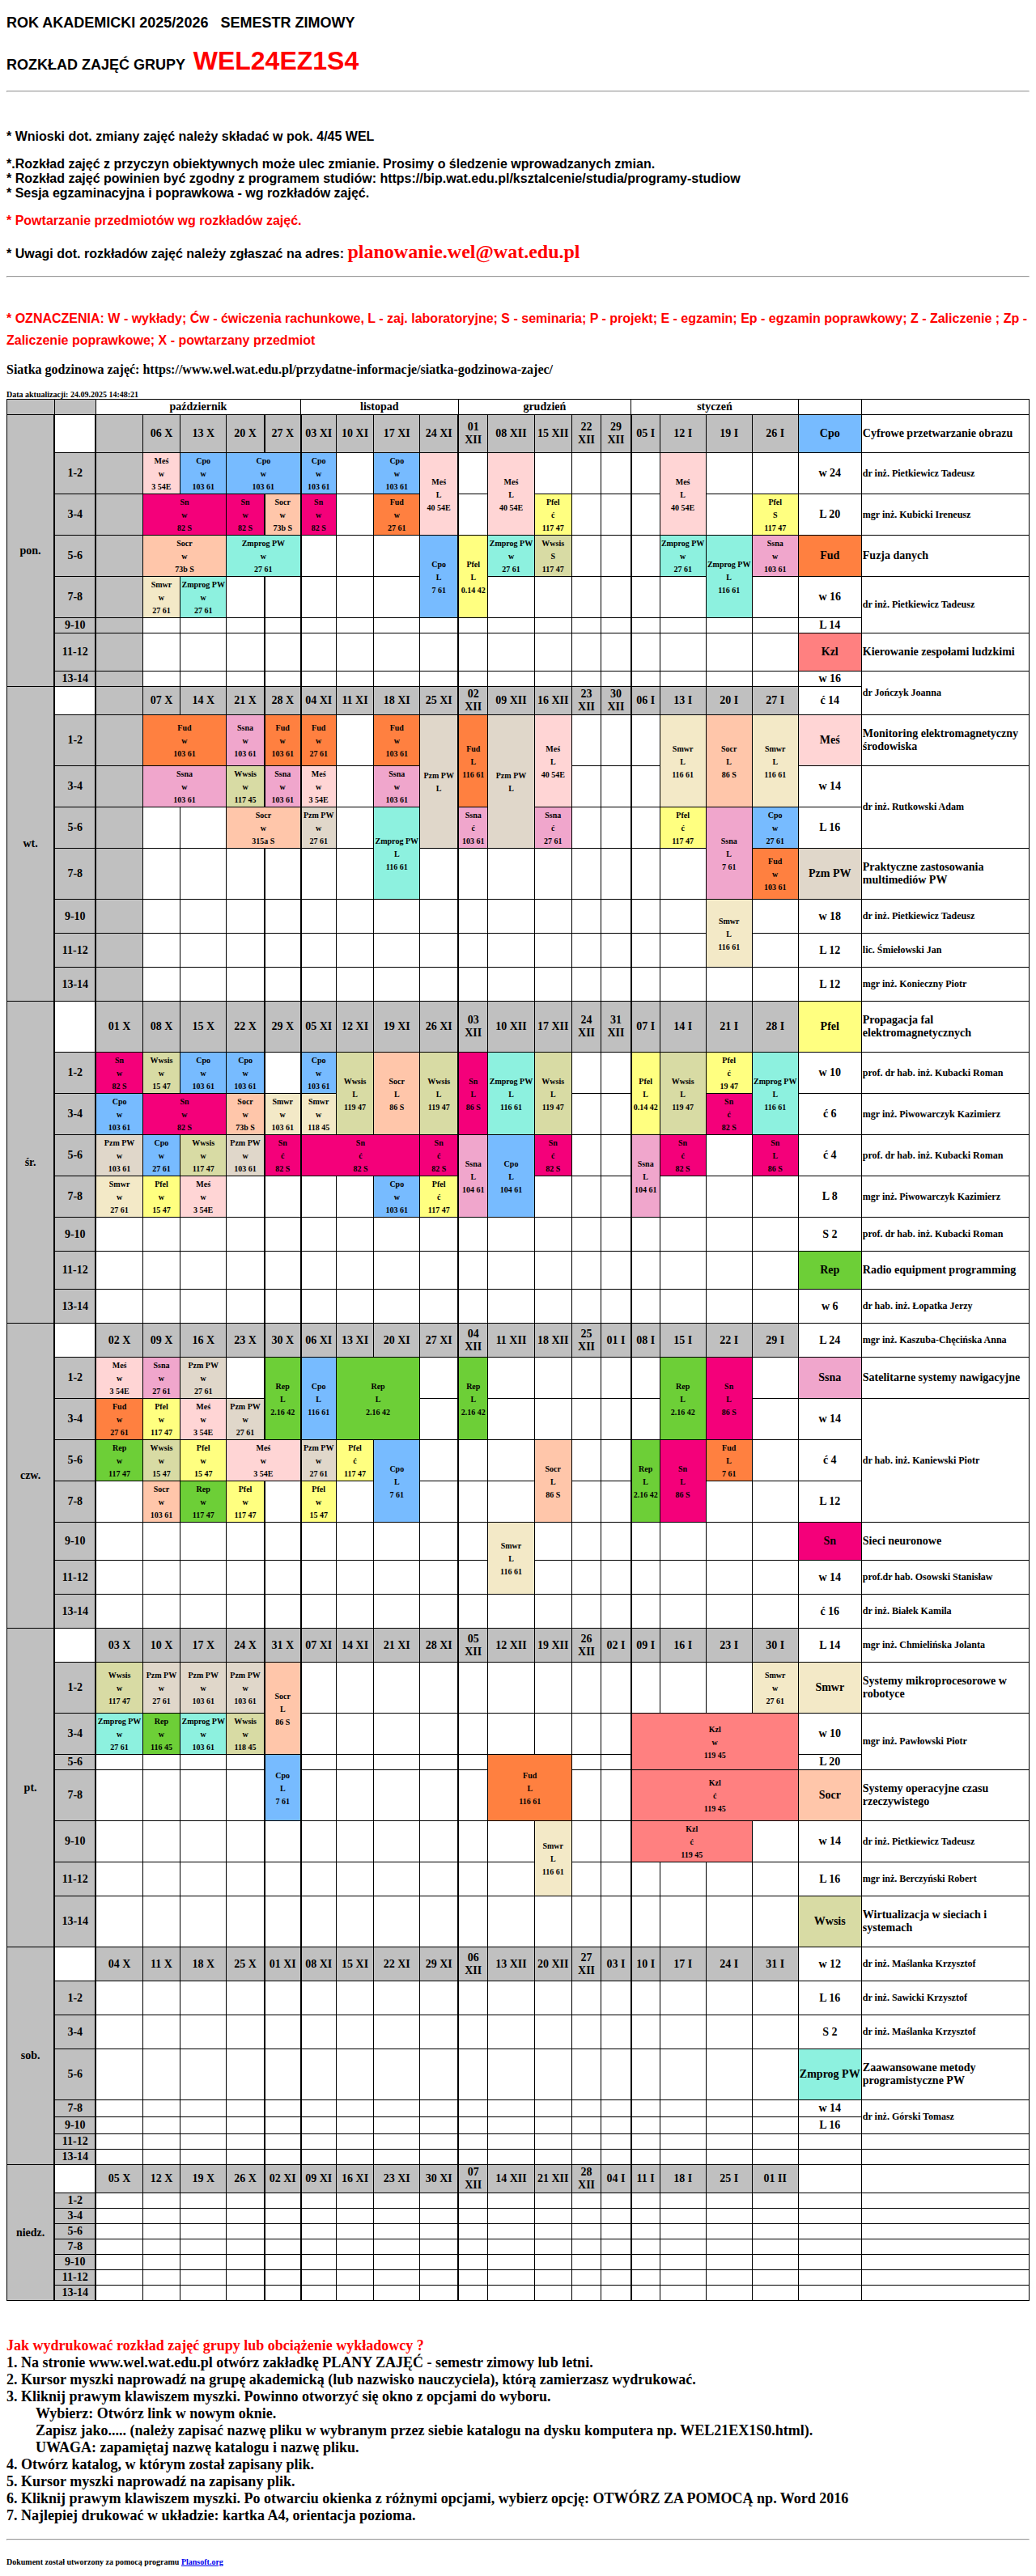 ROK AKADEMICKI 2025/2026 SEMESTR ZIMOWY
ROZKŁAD ZAJĘĆ GRUPY WEL24EZ1S4
* Wnioski dot. zmiany zajęć należy składać w pok. 4/45 WEL
*.Rozkład zajęć z przyczyn obiektywnych może ulec zmianie. Prosimy o śledzenie wprowadzanych zmian.
* Rozkład zajęć powinien być zgodny z programem studiów: https://bip.wat.edu.pl/ksztalcenie/studia/programy-studiow
* Sesja egzaminacyjna i poprawkowa - wg rozkładów zajęć.
* Powtarzanie przedmiotów wg rozkładów zajęć.
* Uwagi dot. rozkładów zajęć należy zgłaszać na adres: planowanie.wel@wat.edu.pl
* OZNACZENIA: W - wykłady; Ćw - ćwiczenia rachunkowe, L - zaj. laboratoryjne; S - seminaria; P - projekt; E - egzamin; Ep - egzamin poprawkowy; Z - Zaliczenie ; Zp -
Zaliczenie poprawkowe; X - powtarzany przedmiot
Siatka godzinowa zajęć: https://www.wel.wat.edu.pl/przydatne-informacje/siatka-godzinowa-zajec/
Data aktualizacji: 24.09.2025 14:48:21
październik listopad grudzień styczeń
pon. 06 X 13 X 20 X 27 X 03 XI 10 XI 17 XI 24 XI 01 XII 08 XII 15 XII 22 XII 29 XII 05 I 12 I 19 I 26 I Cpo Cyfrowe przetwarzanie obrazu
1-2 Meś w 3 54E Cpo w 103 61 Cpo w 103 61 Cpo w 103 61 Cpo w 103 61 Meś L 40 54E Meś L 40 54E Meś L 40 54E w 24 dr inż. Pietkiewicz Tadeusz
3-4 Sn w 82 S Sn w 82 S Socr w 73b S Sn w 82 S Fud w 27 61 Pfel ć 117 47 Pfel S 117 47 L 20 mgr inż. Kubicki Ireneusz
5-6 Socr w 73b S Zmprog PW w 27 61 Cpo L 7 61 Pfel L 0.14 42 Zmprog PW w 27 61 Wwsis S 117 47 Zmprog PW w 27 61 Zmprog PW L 116 61 Ssna w 103 61 Fud Fuzja danych
7-8 Smwr w 27 61 Zmprog PW w 27 61 w 16 dr inż. Pietkiewicz Tadeusz
9-10 L 14
11-12 Kzl Kierowanie zespołami ludzkimi
13-14 w 16 dr Jończyk Joanna
wt. 07 X 14 X 21 X 28 X 04 XI 11 XI 18 XI 25 XI 02 XII 09 XII 16 XII 23 XII 30 XII 06 I 13 I 20 I 27 I ć 14
1-2 Fud w 103 61 Ssna w 103 61 Fud w 103 61 Fud w 27 61 Fud w 103 61 Pzm PW L Fud L 116 61 Pzm PW L Meś L 40 54E Smwr L 116 61 Socr L 86 S Smwr L 116 61 Meś Monitoring elektromagnetyczny środowiska
3-4 Ssna w 103 61 Wwsis w 117 45 Ssna w 103 61 Meś w 3 54E Ssna w 103 61 w 14 dr inż. Rutkowski Adam
5-6 Socr w 315a S Pzm PW w 27 61 Zmprog PW L 116 61 Ssna ć 103 61 Ssna ć 27 61 Pfel ć 117 47 Ssna L 7 61 Cpo w 27 61 L 16
7-8 Fud w 103 61 Pzm PW Praktyczne zastosowania multimediów PW
9-10 Smwr L 116 61 w 18 dr inż. Pietkiewicz Tadeusz
11-12 L 12 lic. Śmiełowski Jan
13-14 L 12 mgr inż. Konieczny Piotr
śr. 01 X 08 X 15 X 22 X 29 X 05 XI 12 XI 19 XI 26 XI 03 XII 10 XII 17 XII 24 XII 31 XII 07 I 14 I 21 I 28 I Pfel Propagacja fal elektromagnetycznych
1-2 Sn w 82 S Wwsis w 15 47 Cpo w 103 61 Cpo w 103 61 Cpo w 103 61 Wwsis L 119 47 Socr L 86 S Wwsis L 119 47 Sn L 86 S Zmprog PW L 116 61 Wwsis L 119 47 Pfel L 0.14 42 Wwsis L 119 47 Pfel ć 19 47 Zmprog PW L 116 61 w 10 prof. dr hab. inż. Kubacki Roman
3-4 Cpo w 103 61 Sn w 82 S Socr w 73b S Smwr w 103 61 Smwr w 118 45 Sn ć 82 S ć 6 mgr inż. Piwowarczyk Kazimierz
5-6 Pzm PW w 103 61 Cpo w 27 61 Wwsis w 117 47 Pzm PW w 103 61 Sn ć 82 S Sn ć 82 S Sn ć 82 S Ssna L 104 61 Cpo L 104 61 Sn ć 82 S Ssna L 104 61 Sn ć 82 S Sn L 86 S ć 4 prof. dr hab. inż. Kubacki Roman
7-8 Smwr w 27 61 Pfel w 15 47 Meś w 3 54E Cpo w 103 61 Pfel ć 117 47 L 8 mgr inż. Piwowarczyk Kazimierz
9-10 S 2 prof. dr hab. inż. Kubacki Roman
11-12 Rep Radio equipment programming
13-14 w 6 dr hab. inż. Łopatka Jerzy
czw. 02 X 09 X 16 X 23 X 30 X 06 XI 13 XI 20 XI 27 XI 04 XII 11 XII 18 XII 25 XII 01 I 08 I 15 I 22 I 29 I L 24 mgr inż. Kaszuba-Chęcińska Anna
1-2 Meś w 3 54E Ssna w 27 61 Pzm PW w 27 61 Rep L 2.16 42 Cpo L 116 61 Rep L 2.16 42 Rep L 2.16 42 Rep L 2.16 42 Sn L 86 S Ssna Satelitarne systemy nawigacyjne
3-4 Fud w 27 61 Pfel w 117 47 Meś w 3 54E Pzm PW w 27 61 w 14 dr hab. inż. Kaniewski Piotr
5-6 Rep w 117 47 Wwsis w 15 47 Pfel w 15 47 Meś w 3 54E Pzm PW w 27 61 Pfel ć 117 47 Cpo L 7 61 Socr L 86 S Rep L 2.16 42 Sn L 86 S Fud L 7 61 ć 4
7-8 Socr w 103 61 Rep w 117 47 Pfel w 117 47 Pfel w 15 47 L 12
9-10 Smwr L 116 61 Sn Sieci neuronowe
11-12 w 14 prof.dr hab. Osowski Stanisław
13-14 ć 16 dr inż. Białek Kamila
pt. 03 X 10 X 17 X 24 X 31 X 07 XI 14 XI 21 XI 28 XI 05 XII 12 XII 19 XII 26 XII 02 I 09 I 16 I 23 I 30 I L 14 mgr inż. Chmielińska Jolanta
1-2 Wwsis w 117 47 Pzm PW w 27 61 Pzm PW w 103 61 Pzm PW w 103 61 Socr L 86 S Smwr w 27 61 Smwr Systemy mikroprocesorowe w robotyce
3-4 Zmprog PW w 27 61 Rep w 116 45 Zmprog PW w 103 61 Wwsis w 118 45 Kzl w 119 45 w 10 mgr inż. Pawłowski Piotr
5-6 Cpo L 7 61 Fud L 116 61 L 20
7-8 Kzl ć 119 45 Socr Systemy operacyjne czasu rzeczywistego
9-10 Smwr L 116 61 Kzl ć 119 45 w 14 dr inż. Pietkiewicz Tadeusz
11-12 L 16 mgr inż. Berczyński Robert
13-14 Wwsis Wirtualizacja w sieciach i systemach
sob. 04 X 11 X 18 X 25 X 01 XI 08 XI 15 XI 22 XI 29 XI 06 XII 13 XII 20 XII 27 XII 03 I 10 I 17 I 24 I 31 I w 12 dr inż. Maślanka Krzysztof
1-2 L 16 dr inż. Sawicki Krzysztof
3-4 S 2 dr inż. Maślanka Krzysztof
5-6 Zmprog PW Zaawansowane metody programistyczne PW
7-8 w 14 dr inż. Górski Tomasz
9-10 L 16
11-12
13-14
niedz. 05 X 12 X 19 X 26 X 02 XI 09 XI 16 XI 23 XI 30 XI 07 XII 14 XII 21 XII 28 XII 04 I 11 I 18 I 25 I 01 II
1-2
3-4
5-6
7-8
9-10
11-12
13-14
Jak wydrukować rozkład zajęć grupy lub obciążenie wykładowcy ?
1. Na stronie www.wel.wat.edu.pl otwórz zakładkę PLANY ZAJĘĆ - semestr zimowy lub letni.
2. Kursor myszki naprowadź na grupę akademicką (lub nazwisko nauczyciela), którą zamierzasz wydrukować.
3. Kliknij prawym klawiszem myszki. Powinno otworzyć się okno z opcjami do wyboru.
Wybierz: Otwórz link w nowym oknie.
Zapisz jako..... (należy zapisać nazwę pliku w wybranym przez siebie katalogu na dysku komputera np. WEL21EX1S0.html).
UWAGA: zapamiętaj nazwę katalogu i nazwę pliku.
4. Otwórz katalog, w którym został zapisany plik.
5. Kursor myszki naprowadź na zapisany plik.
6. Kliknij prawym klawiszem myszki. Po otwarciu okienka z różnymi opcjami, wybierz opcję: OTWÓRZ ZA POMOCĄ np. Word 2016
7. Najlepiej drukować w układzie: kartka A4, orientacja pozioma.
Dokument został utworzony za pomocą programu Plansoft.org